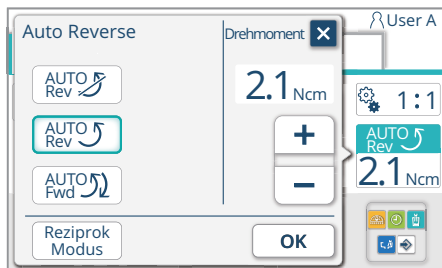 Auto Reverse
Drehmoment
User A
AUTO
Rev
2.1 Ncm
1:1
AUTO
Rev
+
AUTO
Rev
2.1 Ncm
AUTO
Fwd
−
Reziprok
Modus
OK